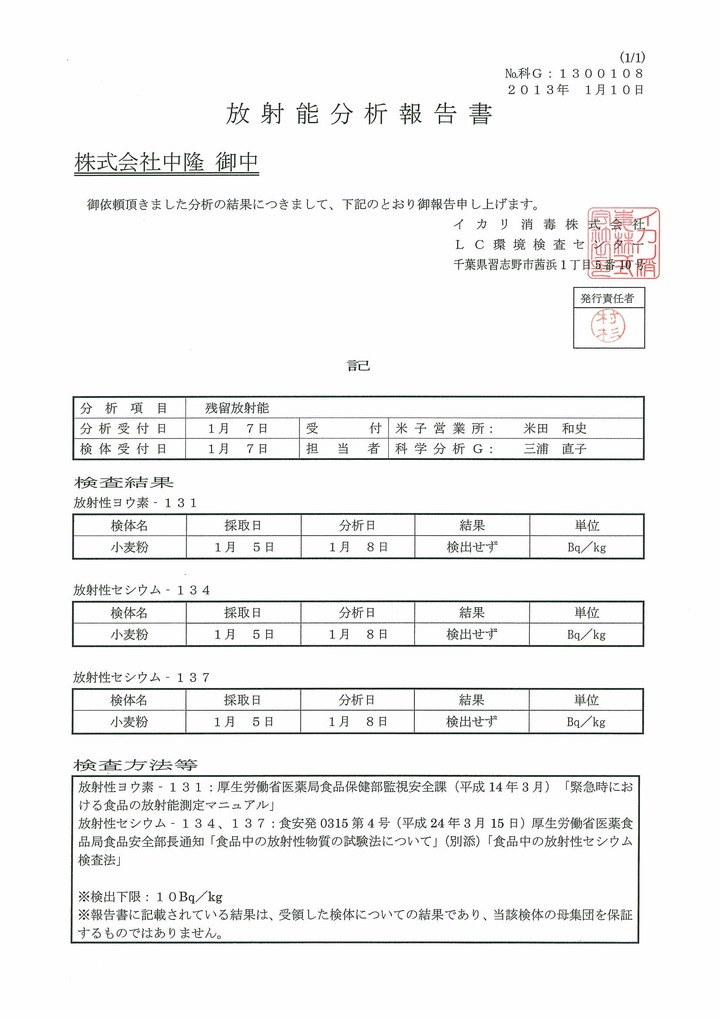 (1/1)
№科G：1300108
2013年　1月10日
放射能分析報告書
株式会社中隆 御中
御依頼頂きました分析の結果につきまして、下記のとおり御報告申し上げます。
イカリ消毒株式会社
LC環境検査センター
千葉県習志野市茜浜1丁目5番10号
発行責任者
村杉
記
分析項目　残留放射能
分析受付日　1月　7日　受付　米子営業所：　米田　和史
検体受付日　1月　7日　担当者　科学分析G：　三浦　直子
検査結果
放射性ヨウ素‐131
検体名　採取日　分析日　結果　単位
小麦粉　1月　5日　1月　8日　検出せず　Bq／kg
放射性セシウム‐134
検体名　採取日　分析日　結果　単位
小麦粉　1月　5日　1月　8日　検出せず　Bq／kg
放射性セシウム‐137
検体名　採取日　分析日　結果　単位
小麦粉　1月　5日　1月　8日　検出せず　Bq／kg
検査方法等
放射性ヨウ素‐131：厚生労働省医薬局食品保健部監視安全課（平成14年3月）「緊急時にお
ける食品の放射能測定マニュアル」
放射性セシウム‐134、137：食安発0315第4号（平成24年3月15日）厚生労働省医薬食
品局食品安全部長通知「食品中の放射性物質の試験法について」（別添）「食品中の放射性セシウム
検査法」
※検出下限：10Bq／kg
※報告書に記載されている結果は、受領した検体についての結果であり、当該検体の母集団を保証
するものではありません。